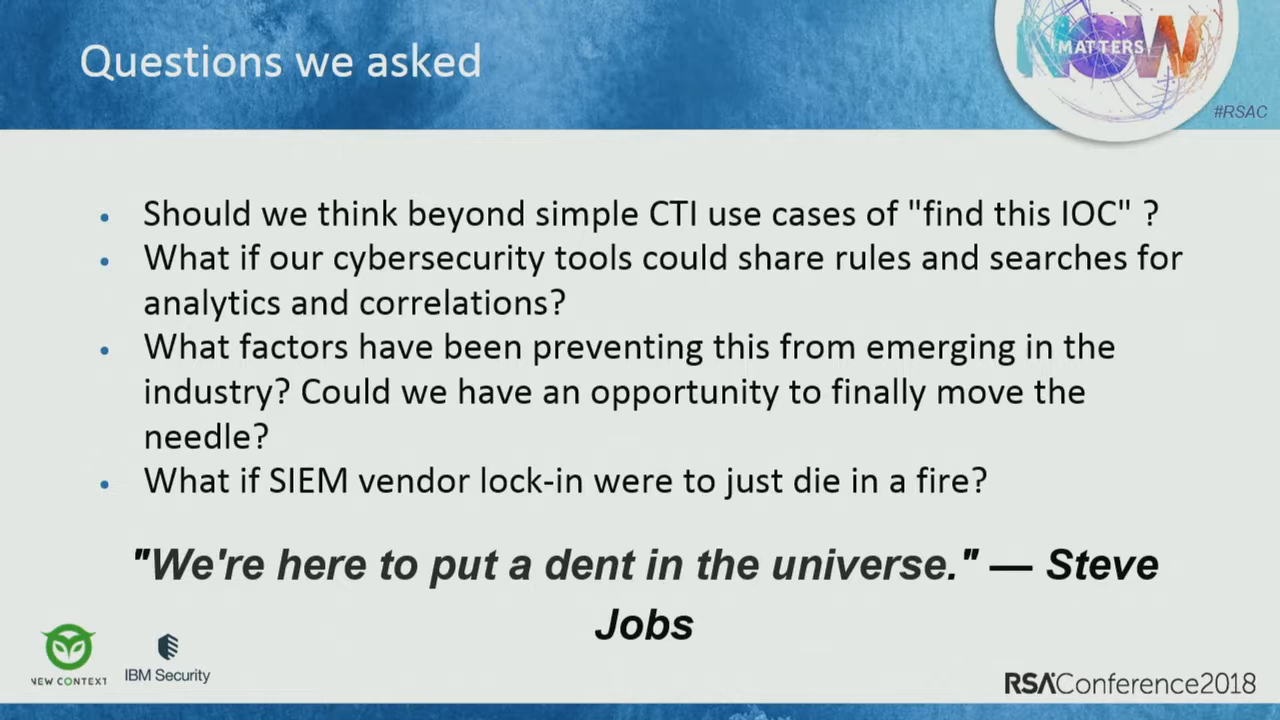 Questions we asked
NOW
MATTERS
#RSAC
• Should we think beyond simple CTI use cases of "find this IOC" ?
• What if our cybersecurity tools could share rules and searches for
analytics and correlations?
• What factors have been preventing this from emerging in the
industry? Could we have an opportunity to finally move the
needle?
• What if SIEM vendor lock-in were to just die in a fire?
"We're here to put a dent in the universe." — Steve
Jobs
NEW CONTEXT
IBM Security
RSAConference2018